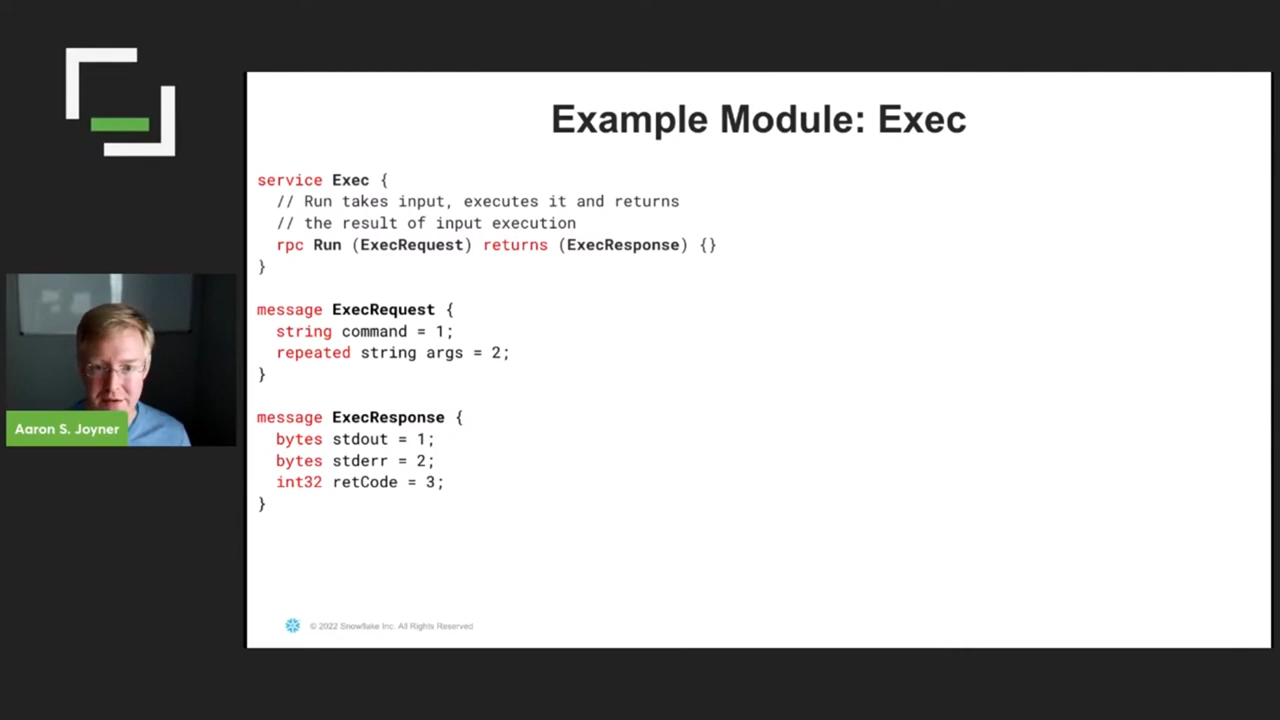 Example Module: Exec
service Exec {
// Run takes input, executes it and returns
// the result of input execution
rpc Run (ExecRequest) returns (ExecResponse) {}
}
message ExecRequest {
string command = 1;
repeated string args = 2;
}
message ExecResponse {
bytes stdout = 1;
bytes stderr = 2;
int32 retCode = 3;
}
Aaron S. Joyner
© 2022 Snowflake Inc. All Rights Reserved